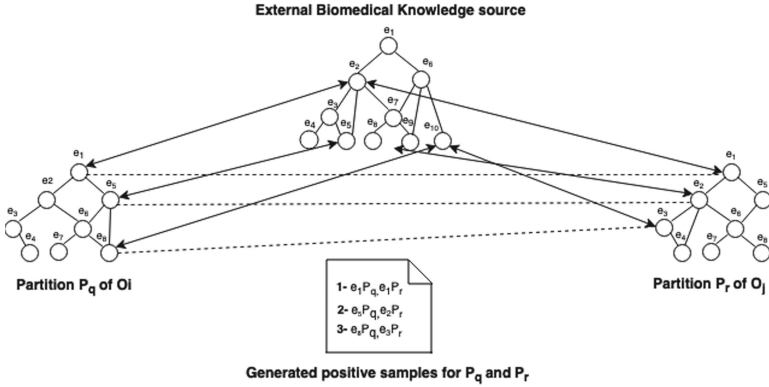 External Biomedical Knowledge source
e1
e2 e6
e3 e7
e4 e5 e8 e9 e10
e1 e1
e2 e5 e2 e5
e3 e6 e3 e6
e4 e7 e8 e4 e7 e8
Partition Pq of Oi Partition Pr of Oj
1- e1Pq,e1Pr
2- e5Pq,e2Pr
3- e8Pq,e3Pr
Generated positive samples for Pq and Pr